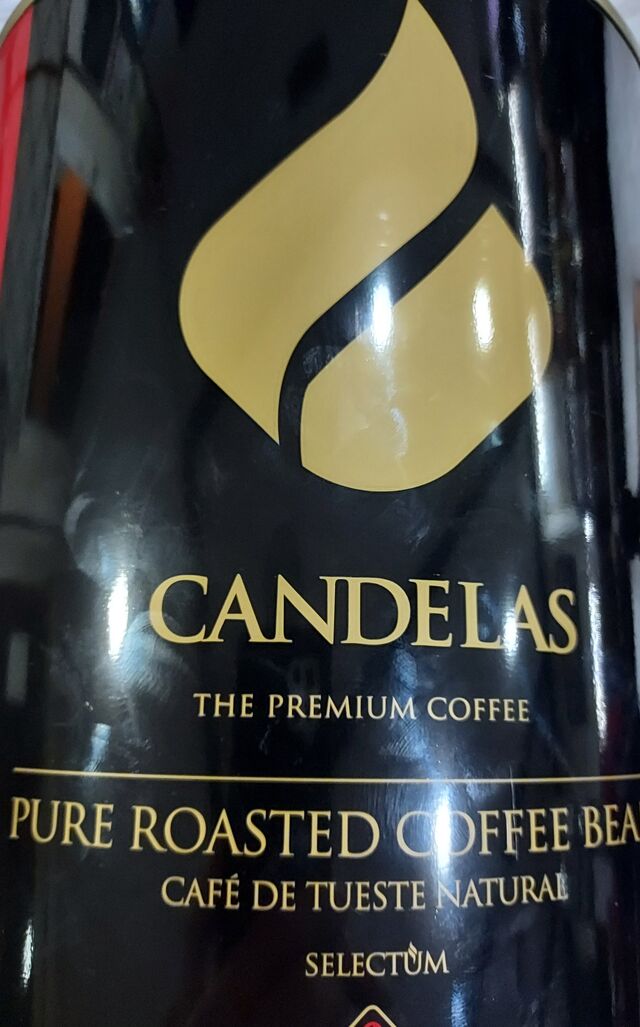 CANDELAS
THE PREMIUM COFFEE
PURE ROASTED COFFEE BEA
CAFÉ DE TUESTE NATURAL
SELECTUM